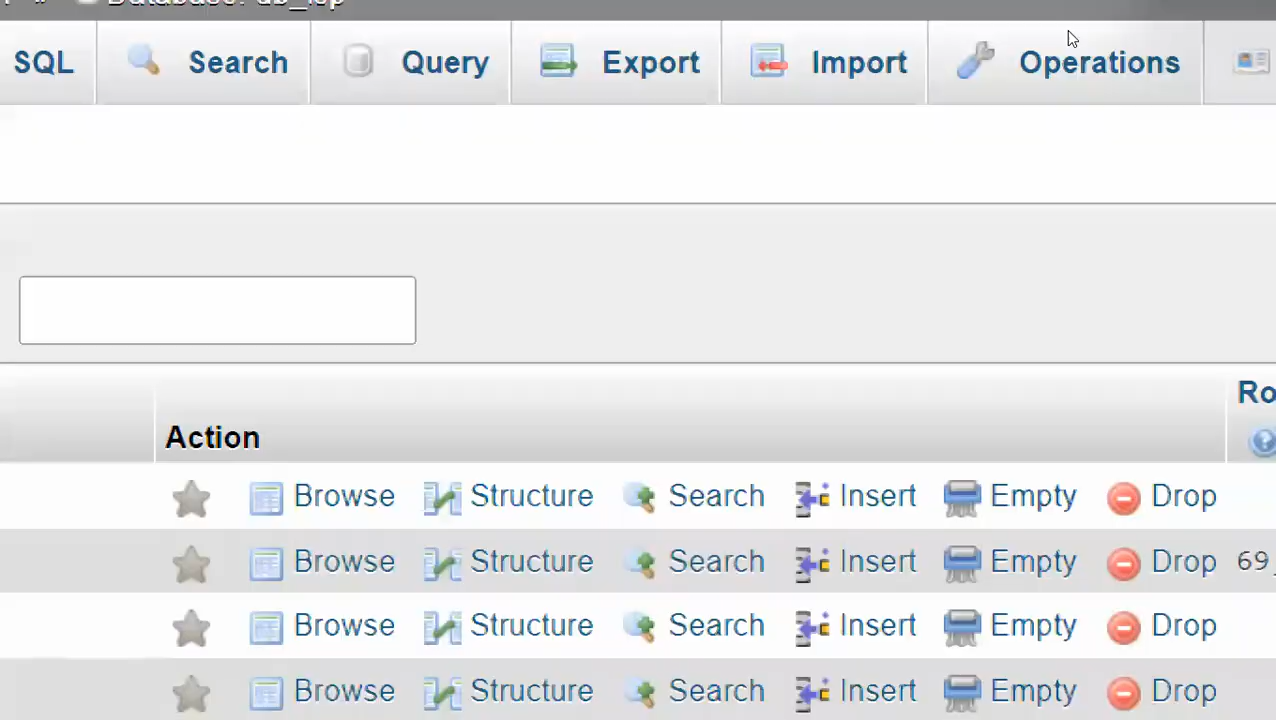 SQL Search Query Export Import Operations
Action
Browse Structure Search Insert Empty Drop
Browse Structure Search Insert Empty Drop 69
Browse Structure Search Insert Empty Drop
Browse Structure Search Insert Empty Drop